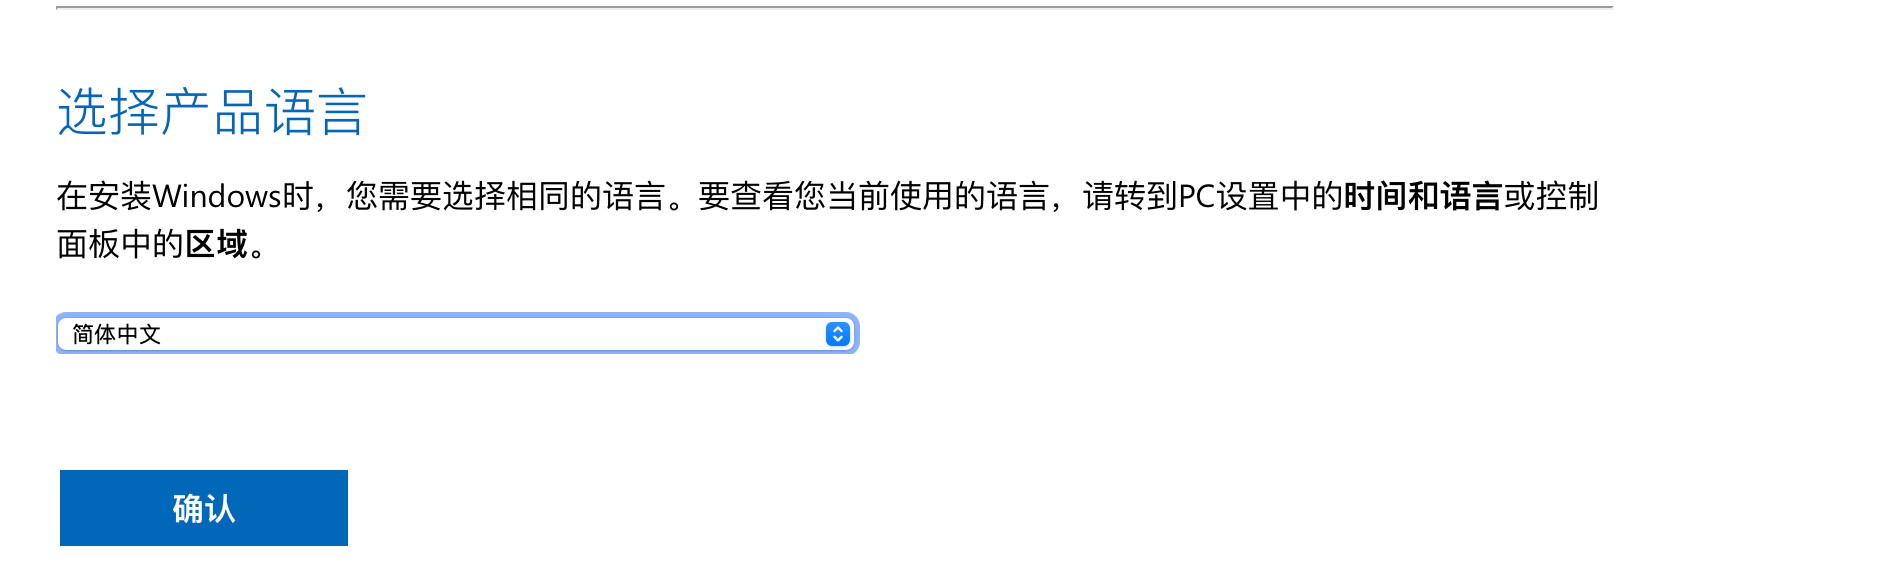 选择产品语言
在安装Windows时，您需要选择相同的语言。要查看您当前使用的语言，请转到PC设置中的时间和语言或控制
面板中的区域。
简体中文
确认